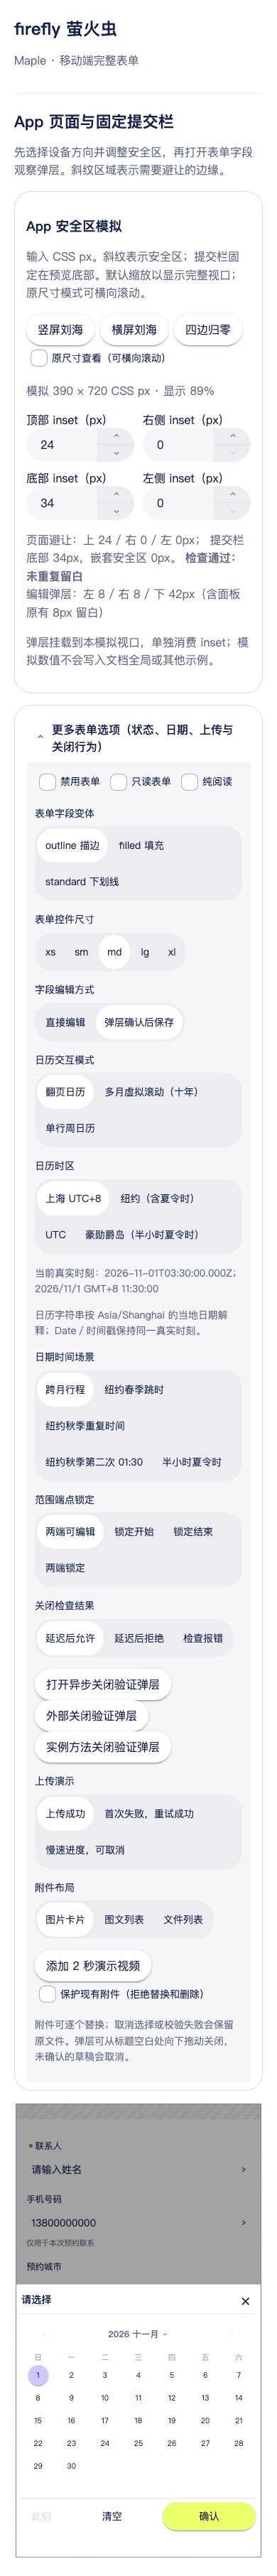 firefly 萤火虫
Maple · 移动端完整表单
App 页面与固定提交栏
先选择设备方向并调整安全区，再打开表单字段
观察弹层。斜纹区域表示需要避让的边缘。
App 安全区模拟
输入 CSS px。斜纹表示安全区；提交栏固
定在预览底部。默认缩放以显示完整视口；
原尺寸模式可横向滚动。
竖屏刘海 横屏刘海 四边归零
原尺寸查看（可横向滚动）
模拟 390 × 720 CSS px · 显示 89%
顶部 inset（px） 右侧 inset（px）
24 0
底部 inset（px） 左侧 inset（px）
34 0
页面避让：上 24 / 右 0 / 左 0px； 提交栏
底部 34px，嵌套安全区 0px。 检查通过：
未重复留白
编辑弹层：左 8 / 右 8 / 下 42px（含面板
原有 8px 留白）
弹层挂载到本模拟视口，单独消费 inset；模
拟数值不会写入文档全局或其他示例。
更多表单选项（状态、日期、上传与
关闭行为）
禁用表单 只读表单 纯阅读
表单字段变体
outline 描边 filled 填充
standard 下划线
表单控件尺寸
xs sm md lg xl
字段编辑方式
直接编辑 弹层确认后保存
日历交互模式
翻页日历 多月虚拟滚动（十年）
单行周日历
日历时区
上海 UTC+8 纽约（含夏令时）
UTC 豪勋爵岛（半小时夏令时）
当前真实时刻：2026-11-01T03:30:00.000Z；
2026/11/1 GMT+8 11:30:00
日历字符串按 Asia/Shanghai 的当地日期解
释；Date / 时间戳保持同一真实时刻。
日期时间场景
跨月行程 纽约春季跳时
纽约秋季重复时间
纽约秋季第二次 01:30 半小时夏令时
范围端点锁定
两端可编辑 锁定开始 锁定结束
两端锁定
关闭检查结果
延迟后允许 延迟后拒绝 检查报错
打开异步关闭验证弹层
外部关闭验证弹层
实例方法关闭验证弹层
上传演示
上传成功 首次失败，重试成功
慢速进度，可取消
附件布局
图片卡片 图文列表 文件列表
添加 2 秒演示视频
保护现有附件（拒绝替换和删除）
附件可逐个替换；取消选择或校验失败会保留
原文件。弹层可从标题空白处向下拖动关闭，
未确认的草稿会取消。
* 联系人
请输入姓名
手机号码
13800000000
仅用于本次预约联系
预约城市
请选择
2026 十一月
日 一 二 三 四 五 六
1 2 3 4 5 6 7
8 9 10 11 12 13 14
15 16 17 18 19 20 21
22 23 24 25 26 27 28
29 30
此刻 清空 确认